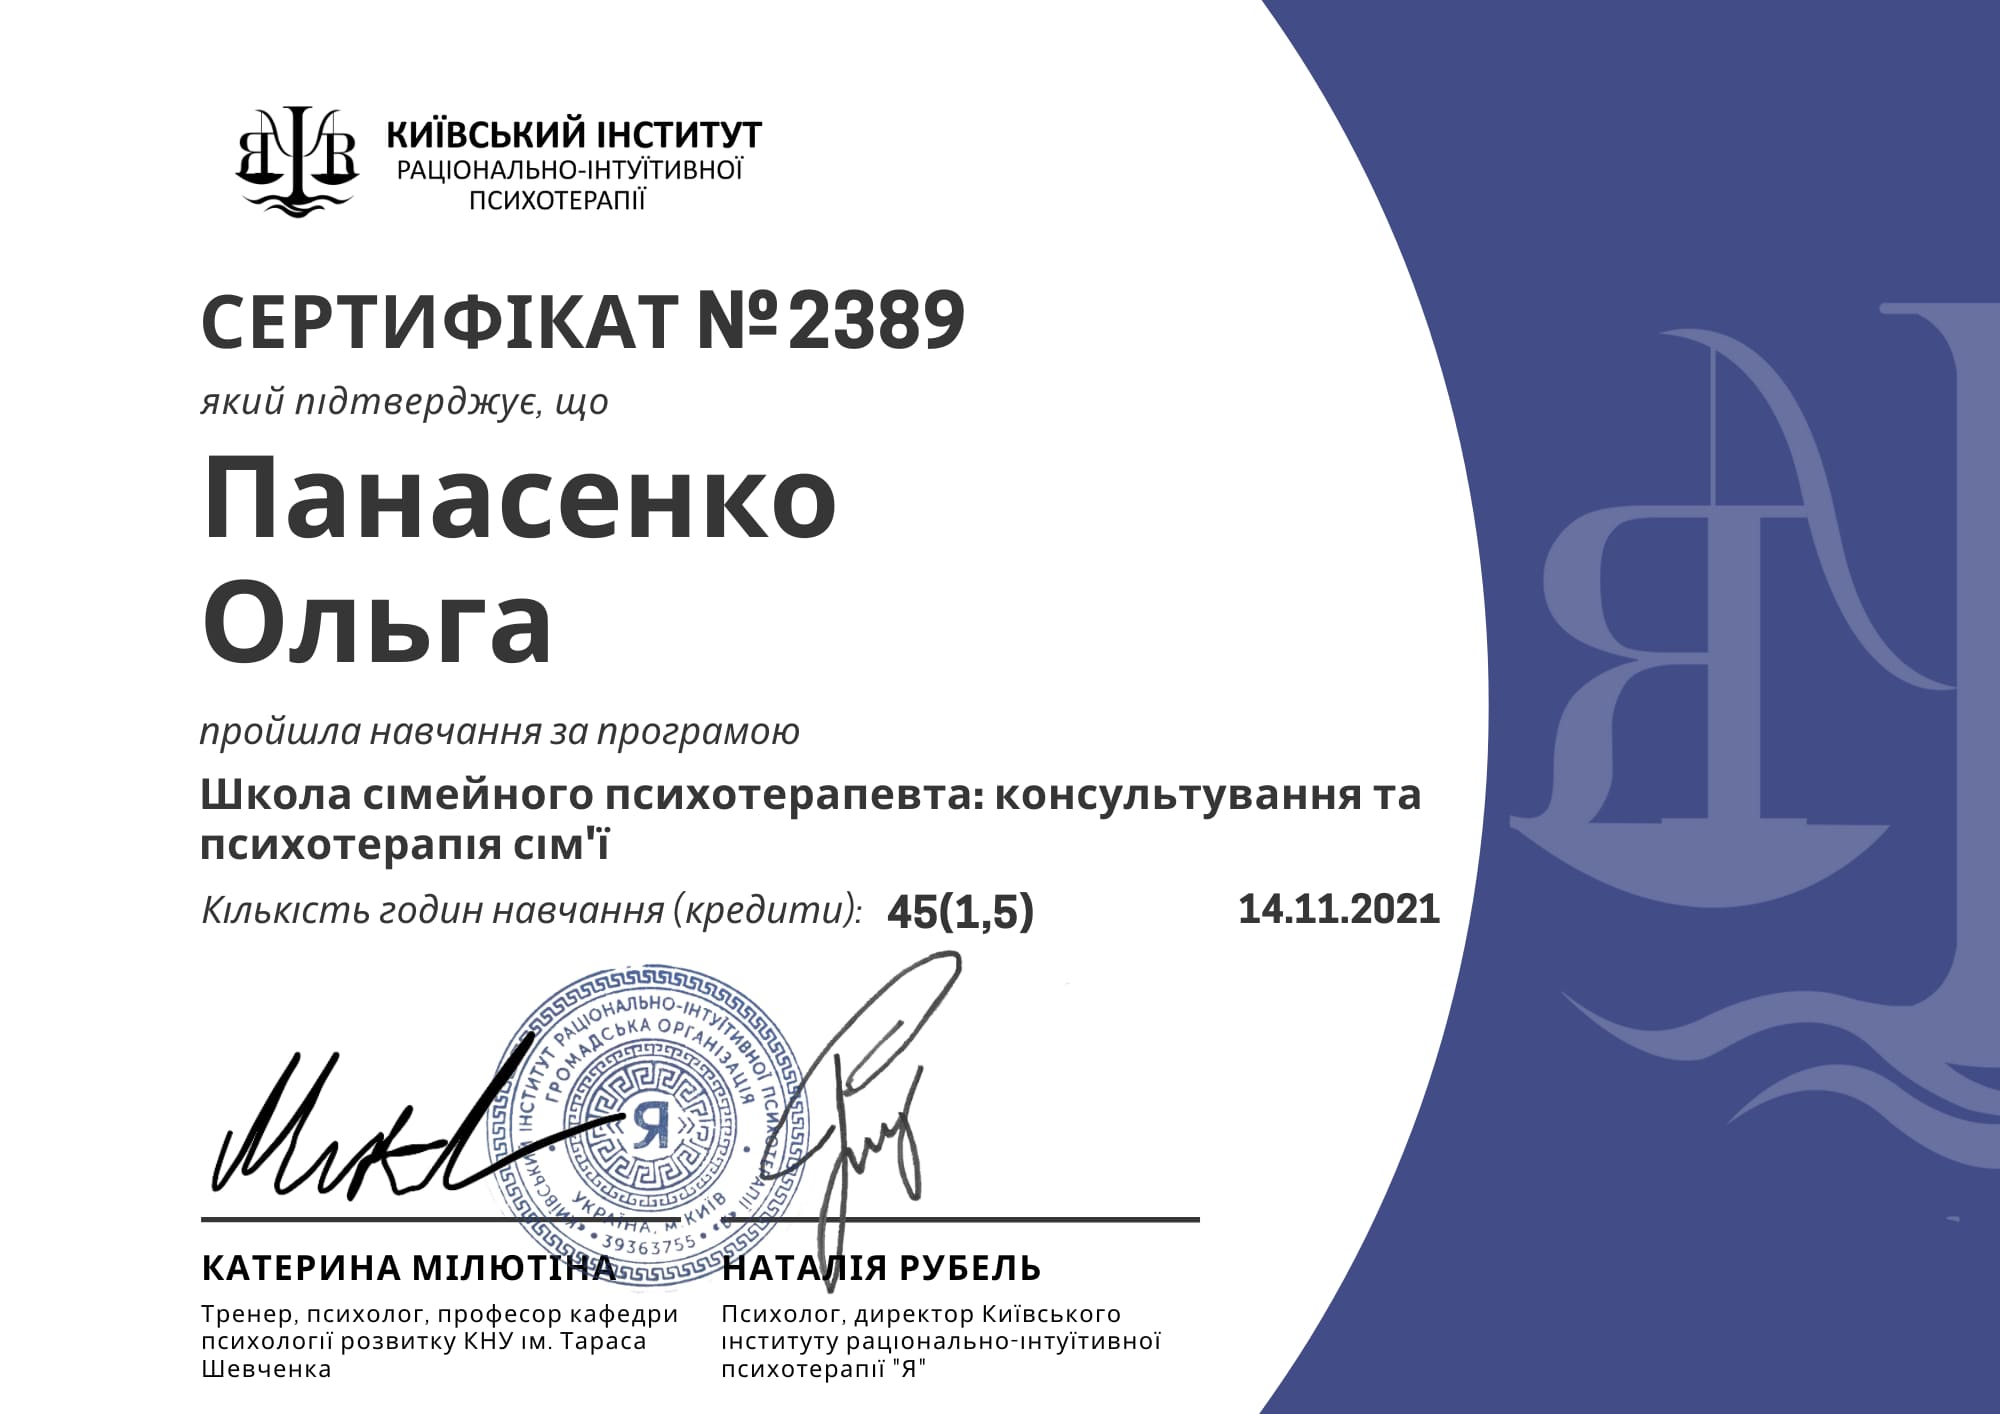 КИЇВСЬКИЙ ІНСТИТУТ
РАЦІОНАЛЬНО-ІНТУЇТИВНОЇ
ПСИХОТЕРАПІЇ
СЕРТИФІКАТ №2389
який підтверджує, що
Панасенко
Ольга
пройшла навчання за програмою
Школа сімейного психотерапевта: консультування та
психотерапія сім'ї
Кількість годин навчання (кредити): 45(1,5)
14.11.2021
«КИЇВСЬКИЙ ІНСТИТУТ РАЦІОНАЛЬНО-ІНТУЇТИВНОЇ ПСИХОТЕРАПІЇ «Я»
ГРОМАДСЬКА ОРГАНІЗАЦІЯ
Я
УКРАЇНА, м.КИЇВ
39363755
КАТЕРИНА МІЛЮТІНА
Тренер, психолог, професор кафедри
психології розвитку КНУ ім. Тараса
Шевченка
НАТАЛІЯ РУБЕЛЬ
Психолог, директор Київського
інституту раціонально-інтуїтивної
психотерапії "Я"